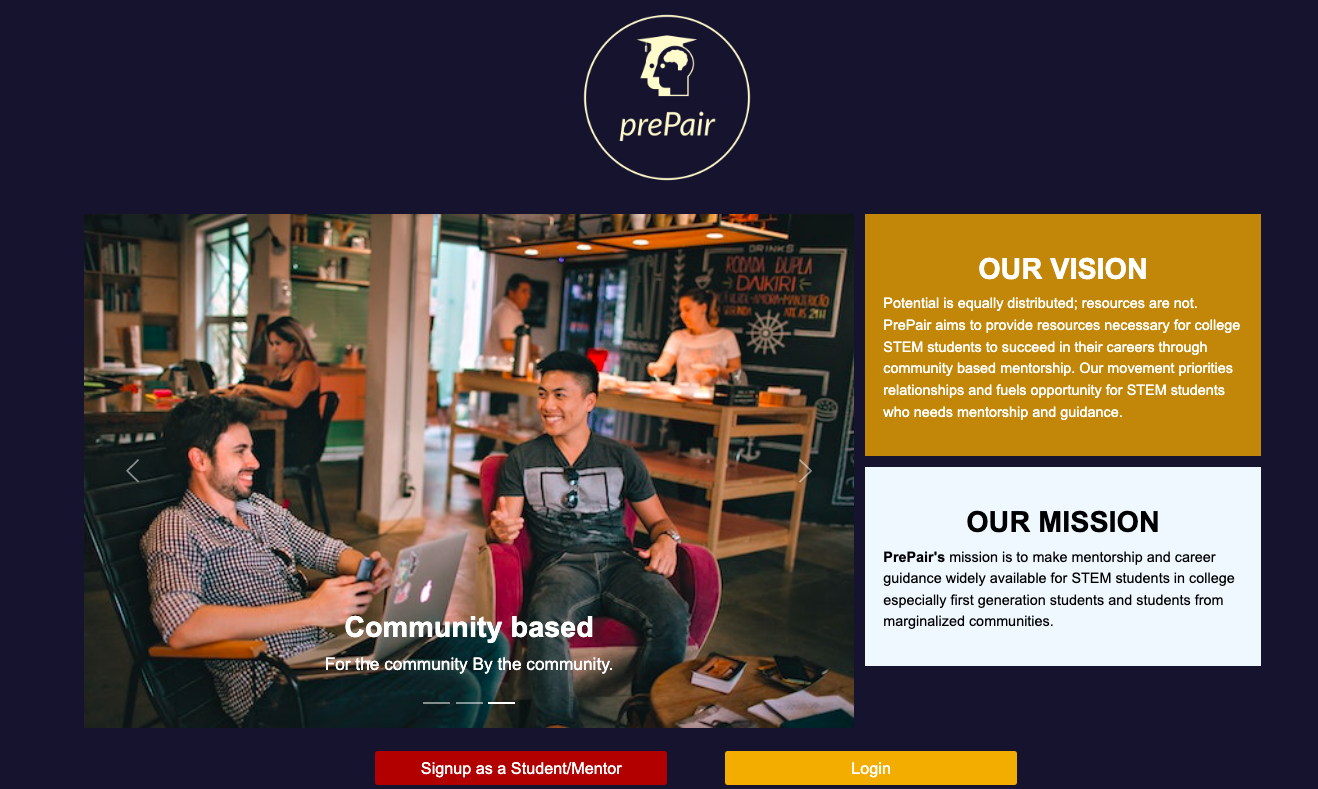 prePair
DRINKS
RODADA DUPLA
DAIKIRI
OUR VISION
Potential is equally distributed; resources are not.
PrePair aims to provide resources necessary for college
STEM students to succeed in their careers through
community based mentorship. Our movement priorities
relationships and fuels opportunity for STEM students
who needs mentorship and guidance.
OUR MISSION
PrePair's mission is to make mentorship and career
guidance widely available for STEM students in college
especially first generation students and students from
marginalized communities.
Community based
For the community By the community.
Signup as a Student/Mentor
Login